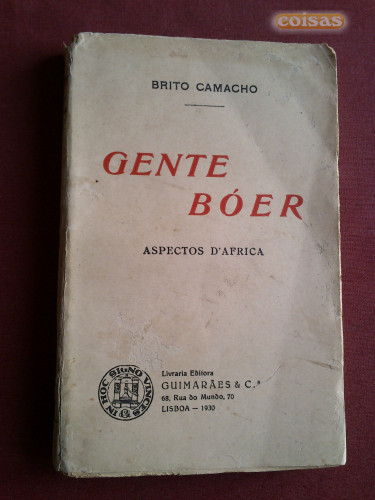 coisas
BRITO CAMACHO
GENTE
BÓER
ASPECTOS D'AFRICA
IN HOC SIGNO VINCES
Livraria Editora
GUIMARÃES & C.ª
68, Rua do Mundo, 70
LISBOA – 1930